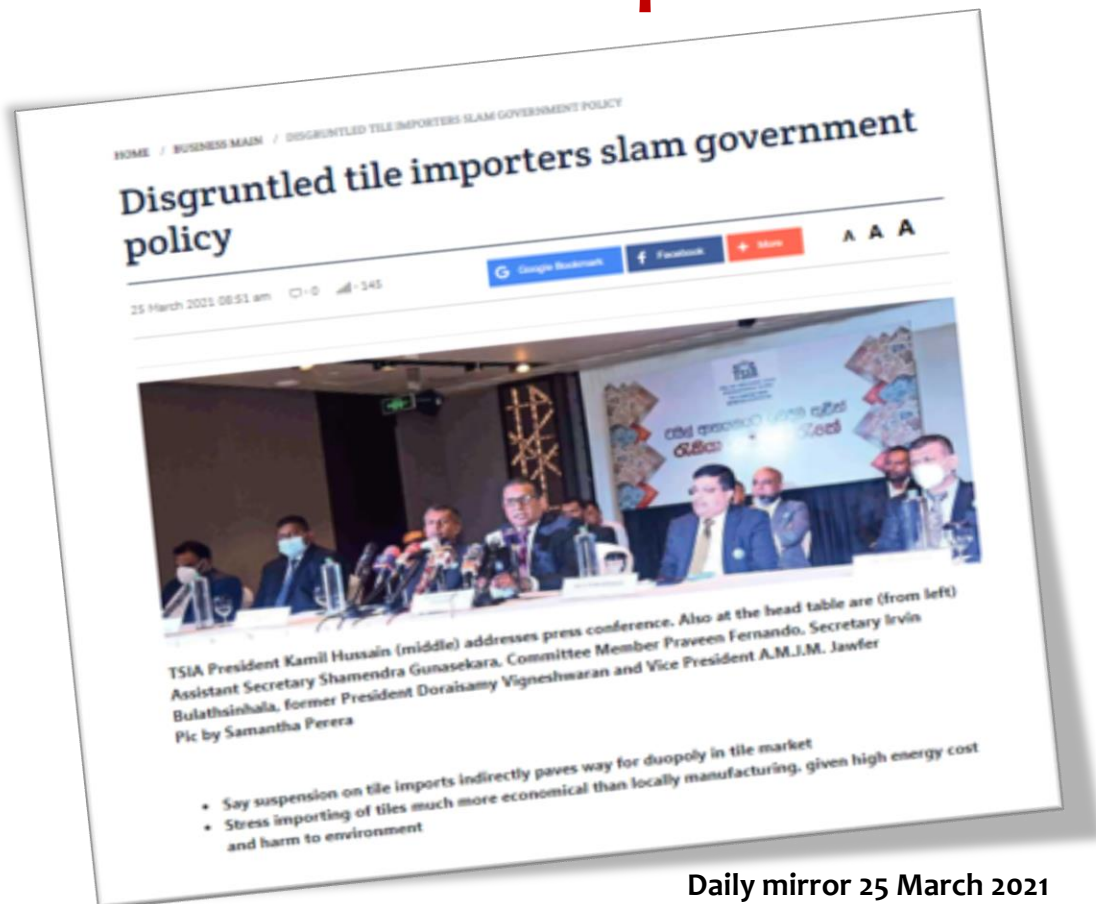 HOME / BUSINESS MAIN / DISGRUNTLED TILE IMPORTERS SLAM GOVERNMENT POLICY
Disgruntled tile importers slam government
policy
25 March 2021 08:51 am 0 - 345
G Google Bookmark f Facebook + More A A A
TSIA
TSIA President Kamil Hussain (middle) addresses press conference. Also at the head table are (from left)
Assistant Secretary Shamendra Gunasekara, Committee Member Praveen Fernando, Secretary Irvin
Bulathsinhala, former President Doraisamy Vigneshwaran and Vice President A.M.J.M. Jawfer
Pic by Samantha Perera
• Say suspension on tile imports indirectly paves way for duopoly in tile market
• Stress importing of tiles much more economical than locally manufacturing, given high energy cost
and harm to environment
Daily mirror 25 March 2021